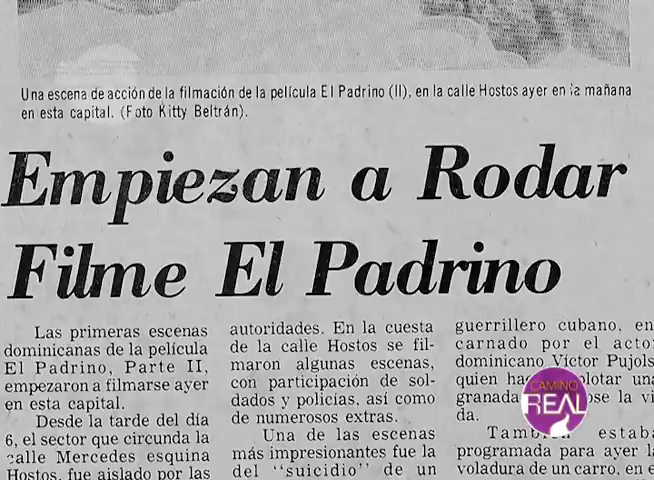 Una escena de acción de la filmación de la película El Padrino (II), en la calle Hostos ayer en la mañana
en esta capital. (Foto Kitty Beltrán).
Empiezan a Rodar
Filme El Padrino
Las primeras escenas
dominicanas de la película
El Padrino, Parte II,
empezaron a filmarse ayer
en esta capital.
Desde la tarde del día
6, el sector que circunda la
calle Mercedes esquina
Hostos, fue aislado por las
autoridades. En la cuesta
de la calle Hostos se fil-
maron algunas escenas,
con participación de sol-
dados y policías, así como
de numerosos extras.
Una de las escenas
más impresionantes fue la
del "suicidio" de un
guerrillero cubano, en
carnado por el acto
dominicano Víctor Pujols
quien una
granada la vi
da.
estab
programada para ayer la
voladura de un carro, en e
CAMINO
REAL